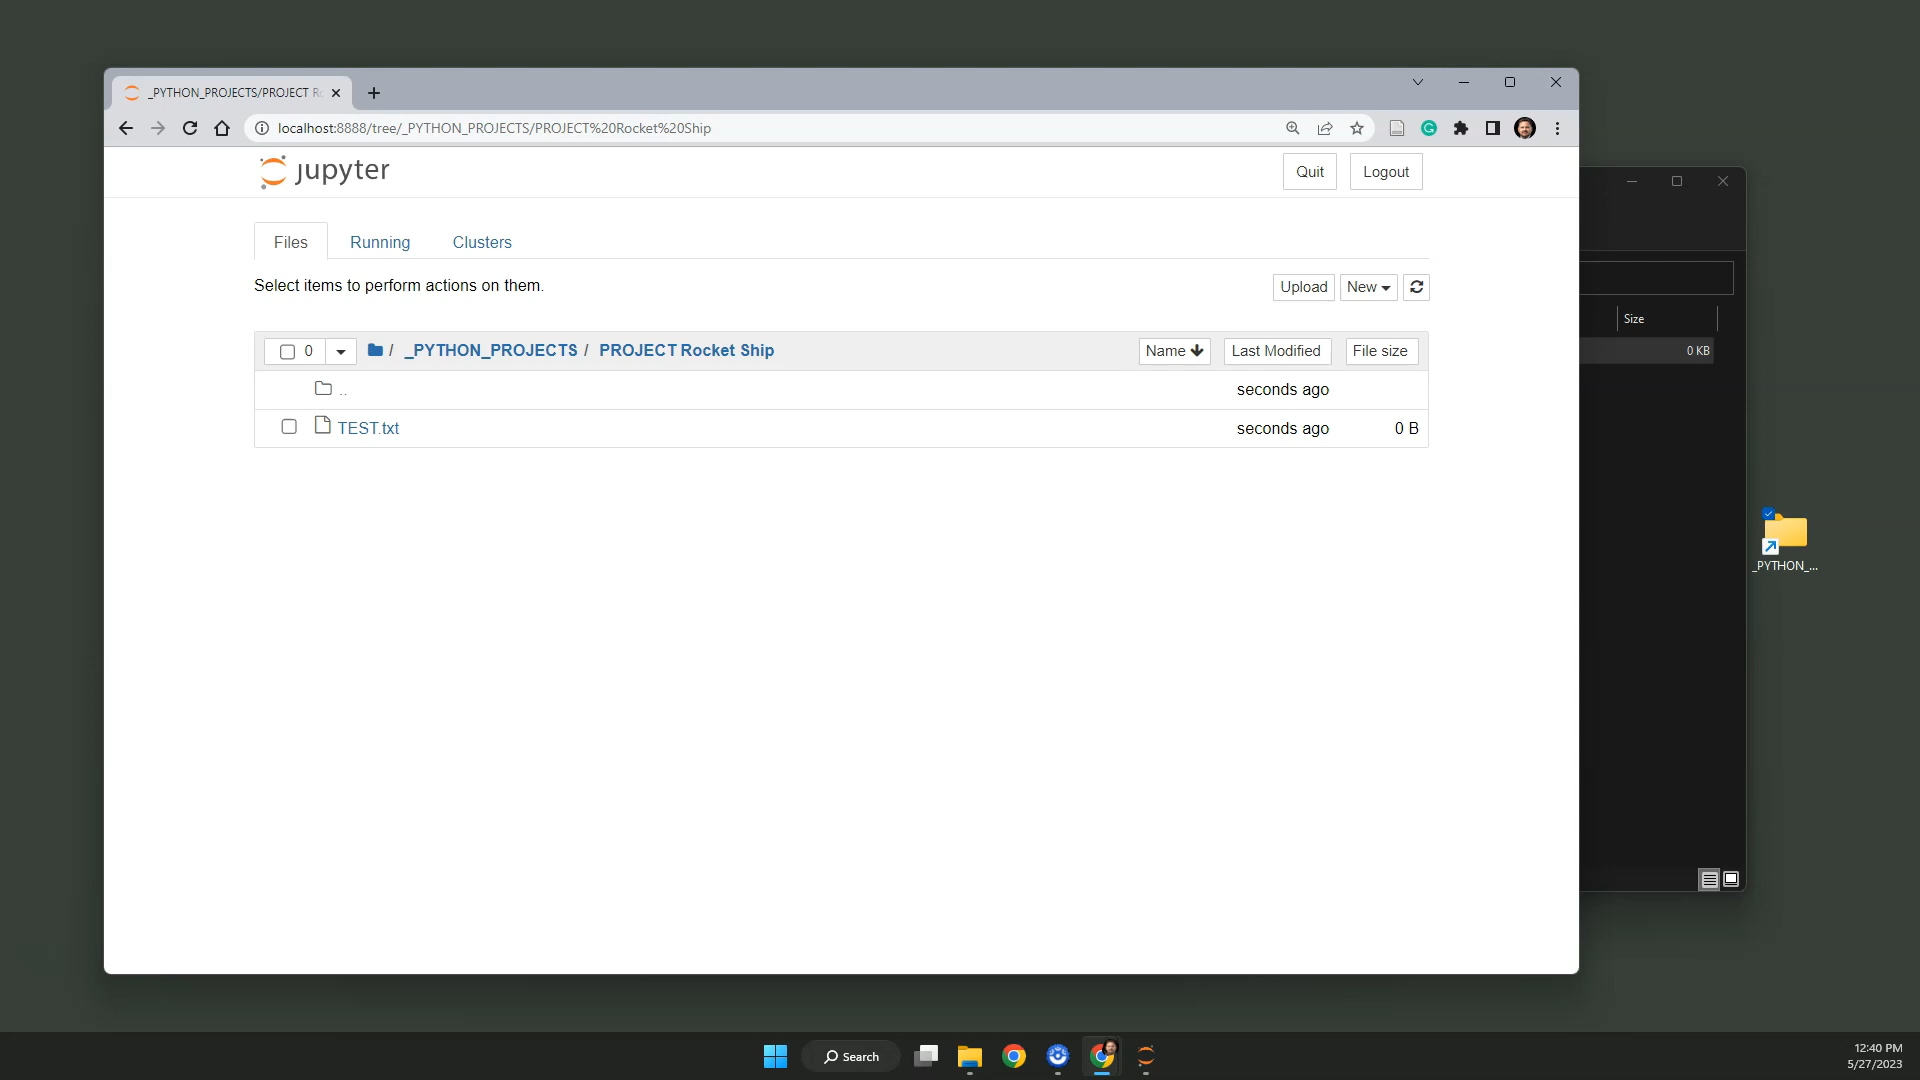 _PYTHON_PROJECTS/PROJECT R
localhost:8888/tree/_PYTHON_PROJECTS/PROJECT%20Rocket%20Ship
jupyter
Quit
Logout
Files
Running
Clusters
Select items to perform actions on them.
Upload
New
0
/ _PYTHON_PROJECTS / PROJECT Rocket Ship
Name
Last Modified
File size
..
seconds ago
TEST.txt
seconds ago
0 B
Size
0 KB
_PYTHON_...
Search
12:40 PM
5/27/2023